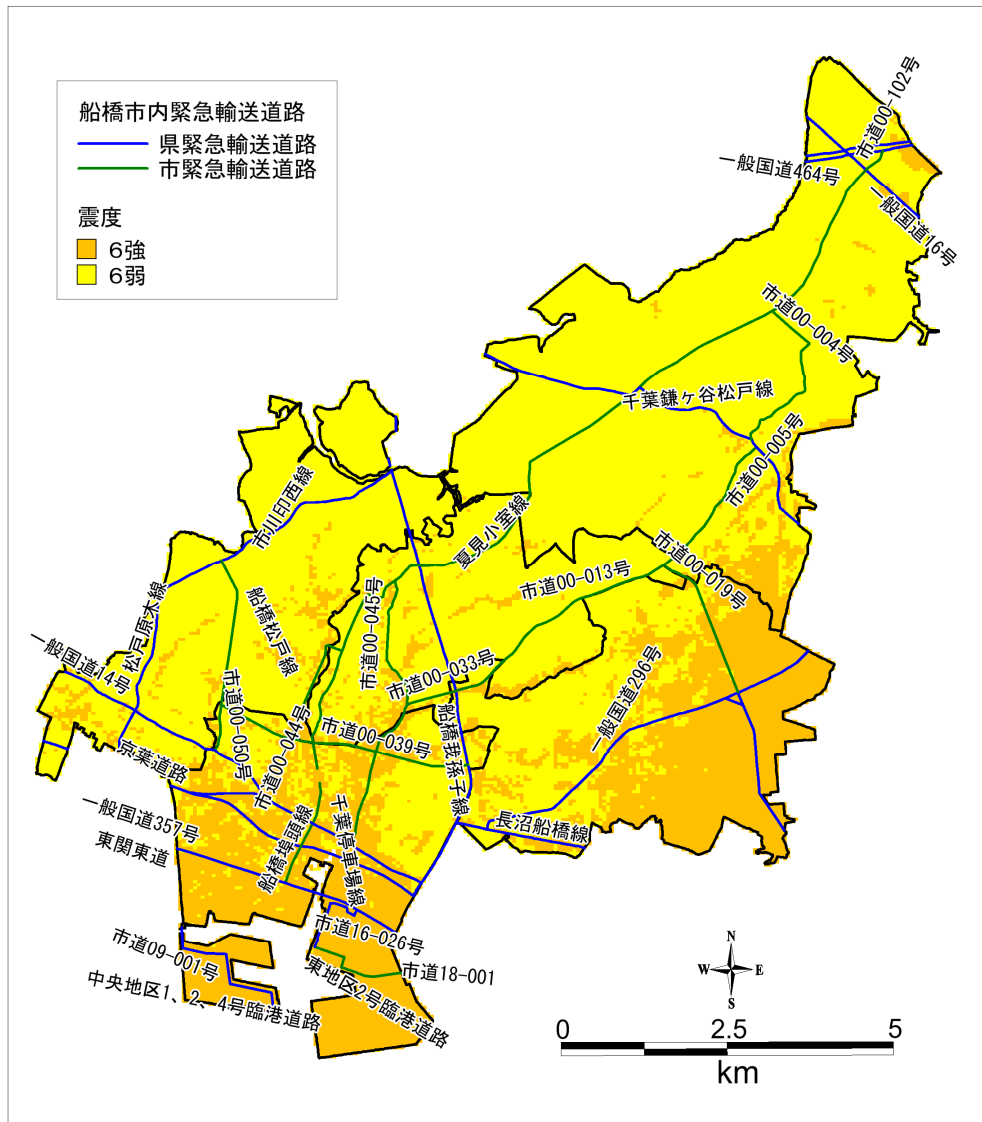 船橋市内緊急輸送道路
県緊急輸送道路
市緊急輸送道路
震度
６強
６弱
市道00-102号
一般国道464号
一般国道16号
市道00-004号
千葉鎌ヶ谷松戸線
市道00-005号
市川印西線
夏見小室線
市道00-013号
市道00-019号
船橋松戸線
市道00-045号
松戸原木線
一般国道14号
市道00-033号
一般国道296号
市道00-050号
市道00-044号
市道00-039号
船橋我孫子線
京葉道路
一般国道357号
千葉停車場線
長沼船橋線
東関東道
船橋埠頭線
市道16-026号
市道09-001号
市道18-001
東地区2号臨港道路
中央地区1、2、4号臨港道路
N
W
E
S
0
2.5
5
km